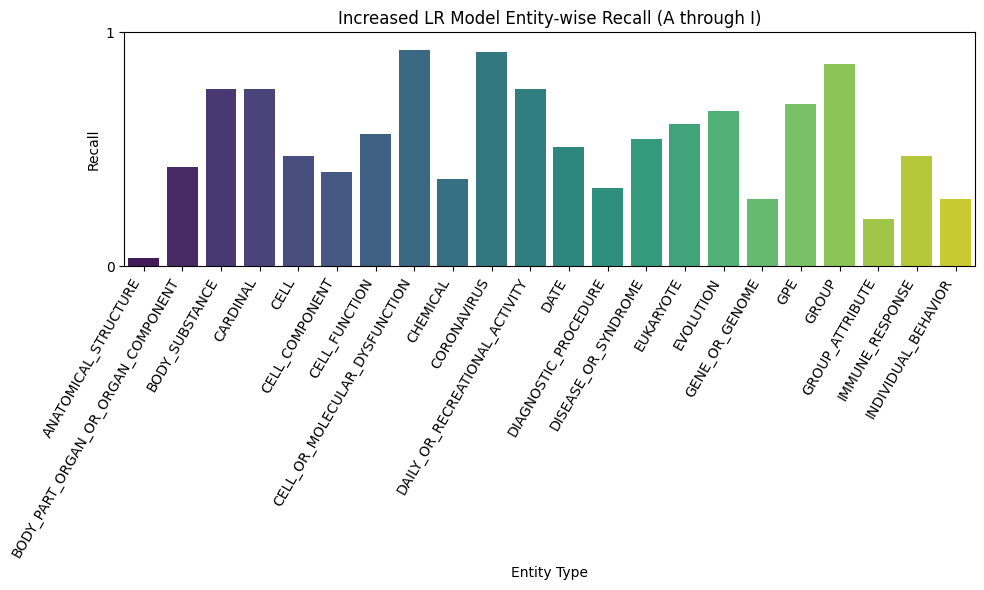 Increased LR Model Entity-wise Recall (A through I)
1
Recall
0
ANATOMICAL_STRUCTURE
BODY_PART_ORGAN_OR_ORGAN_COMPONENT
BODY_SUBSTANCE
CARDINAL
CELL
CELL_COMPONENT
CELL_FUNCTION
CELL_OR_MOLECULAR_DYSFUNCTION
CHEMICAL
CORONAVIRUS
DAILY_OR_RECREATIONAL_ACTIVITY
DATE
DIAGNOSTIC_PROCEDURE
DISEASE_OR_SYNDROME
EUKARYOTE
EVOLUTION
GENE_OR_GENOME
GPE
GROUP
GROUP_ATTRIBUTE
IMMUNE_RESPONSE
INDIVIDUAL_BEHAVIOR
Entity Type